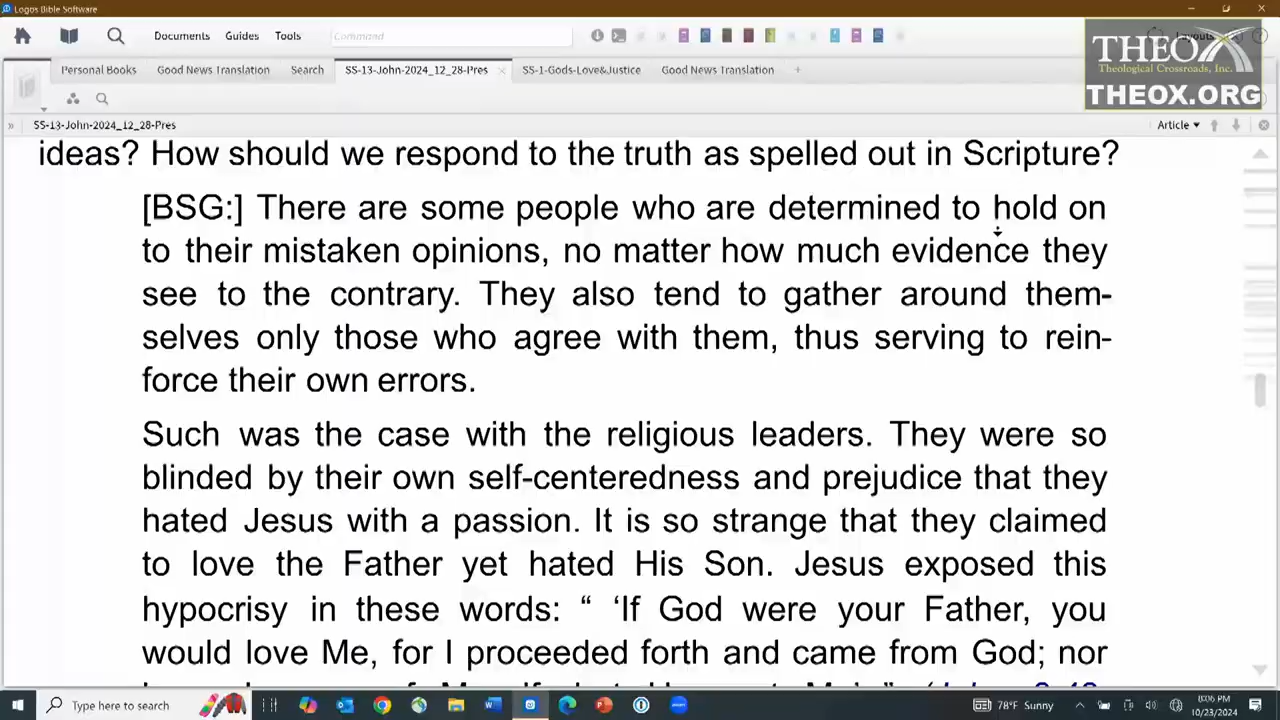 Logos Bible Software
Documents Guides Tools Command
THEOX
Theological Crossroads, Inc.
THEOX.ORG
Personal Books Good News Translation Search SS-13-John-2024_12_28-Pres SS-1-Gods-Love&Justice Good News Translation
SS-13-John-2024_12_28-Pres Article
ideas? How should we respond to the truth as spelled out in Scripture?
[BSG:] There are some people who are determined to hold on
to their mistaken opinions, no matter how much evidence they
see to the contrary. They also tend to gather around them-
selves only those who agree with them, thus serving to rein-
force their own errors.
Such was the case with the religious leaders. They were so
blinded by their own self-centeredness and prejudice that they
hated Jesus with a passion. It is so strange that they claimed
to love the Father yet hated His Son. Jesus exposed this
hypocrisy in these words: “ ‘If God were your Father, you
would love Me, for I proceeded forth and came from God; nor
Type here to search 78°F Sunny 8:06 PM
10/23/2024